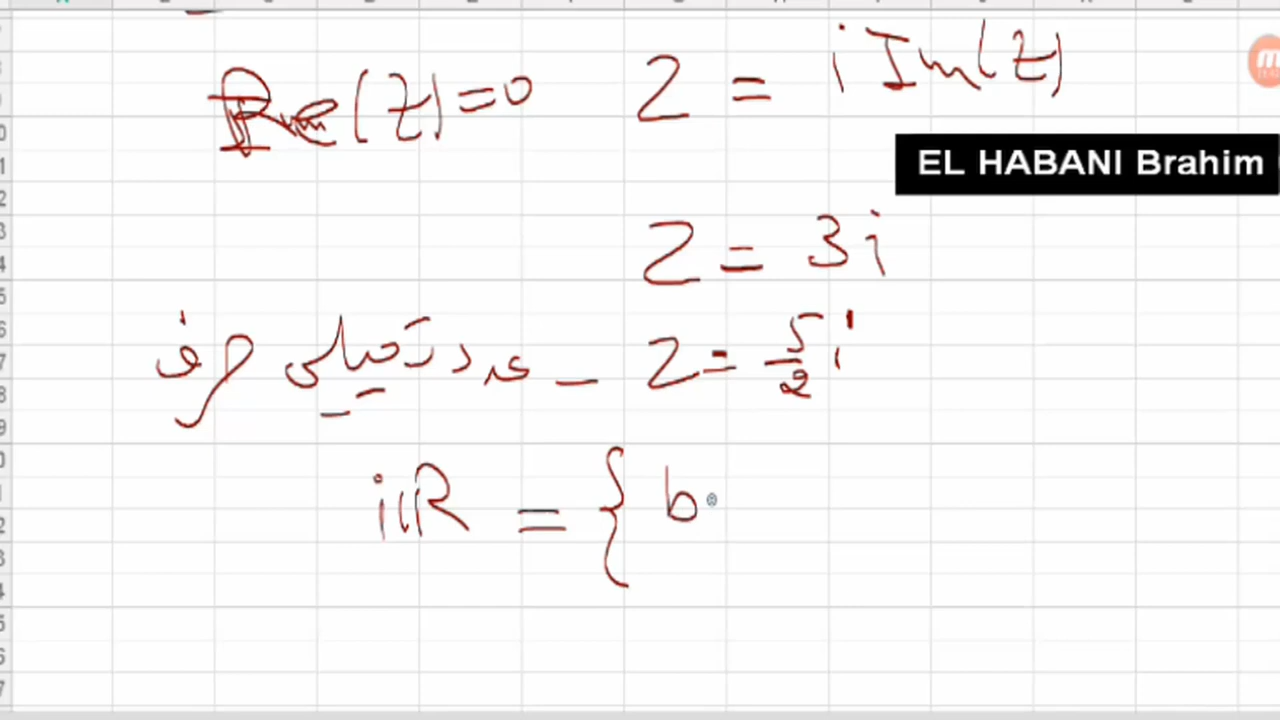 Re(Z)=0 Z = i Im(Z)
EL HABANI Brahim
Z = 3i
Z = 5/2 i – عدد تخيلي صرف
iℝ = { b